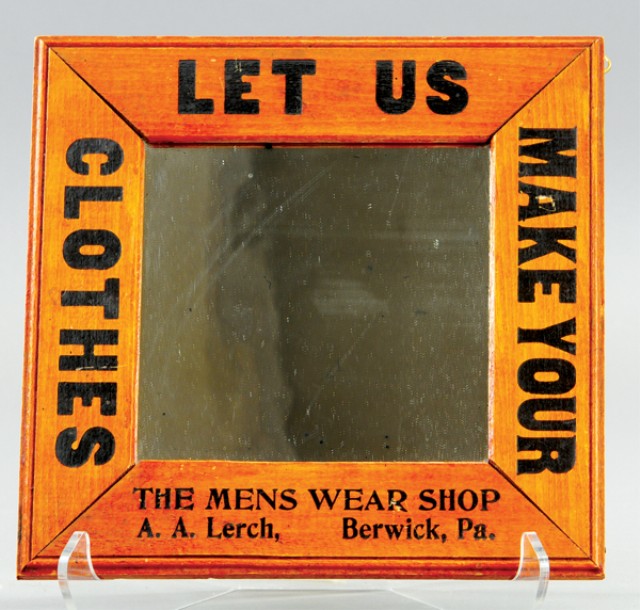 LET US
MAKE YOUR
CLOTHES
THE MENS WEAR SHOP
A. A. Lerch, Berwick, Pa.